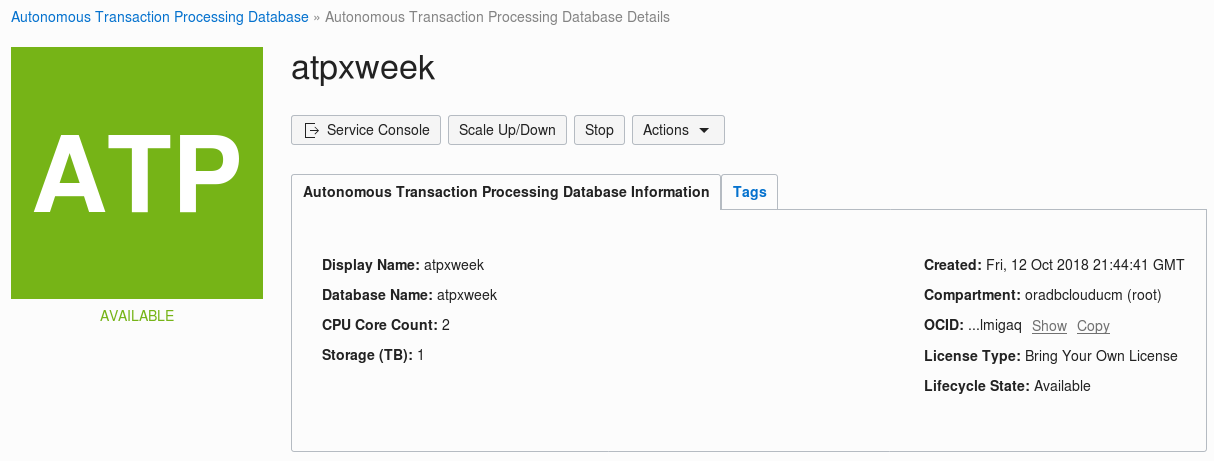 Autonomous Transaction Processing Database » Autonomous Transaction Processing Database Details
ATP
AVAILABLE
atpxweek
Service Console Scale Up/Down Stop Actions
Autonomous Transaction Processing Database Information Tags
Display Name: atpxweek
Database Name: atpxweek
CPU Core Count: 2
Storage (TB): 1
Created: Fri, 12 Oct 2018 21:44:41 GMT
Compartment: oradbclouducm (root)
OCID: ...lmigaq Show Copy
License Type: Bring Your Own License
Lifecycle State: Available